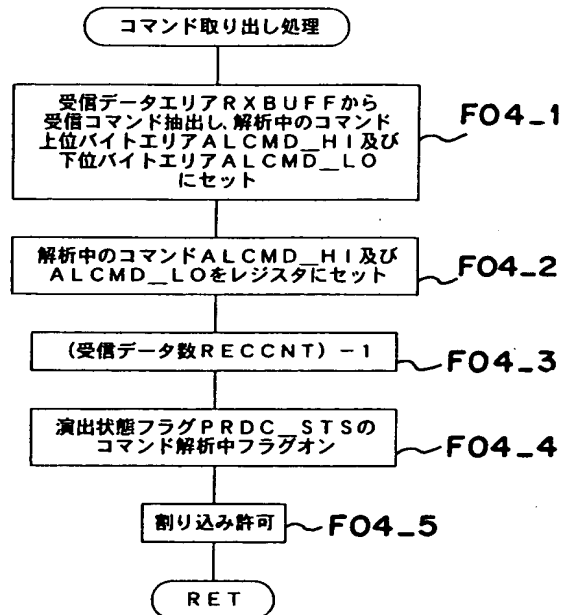 コマンド取り出し処理
受信データエリアRXBUFFから
受信コマンド抽出し、解析中のコマンド
上位バイトエリアALCMD__HI及び
下位バイトエリアALCMD__LO
にセット
F04_1
解析中のコマンドALCMD__HI及び
ALCMD__LOをレジスタにセット
F04_2
(受信データ数RECCNT)-1
F04_3
演出状態フラグPRDC__STSの
コマンド解析中フラグオン
F04_4
割り込み許可
F04_5
RET